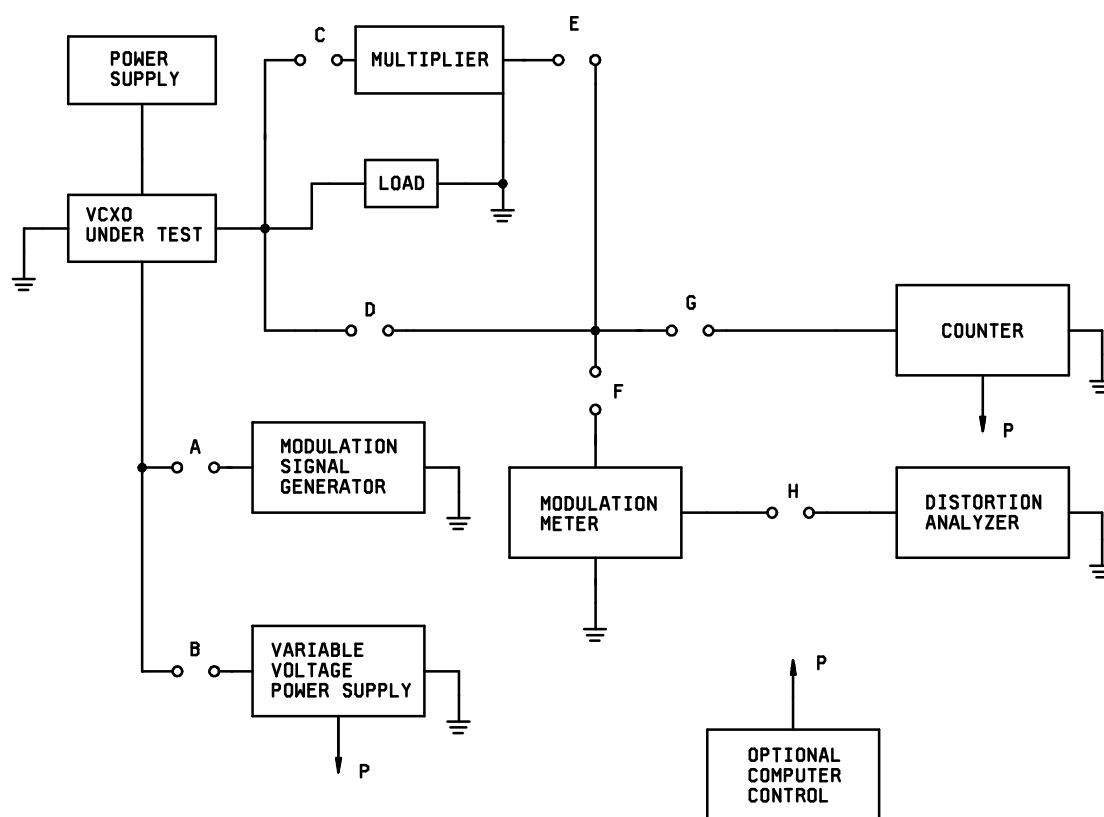 C
E
POWER
SUPPLY
MULTIPLIER
LOAD
VCXO
UNDER TEST
D
G
COUNTER
F
P
A
MODULATION
SIGNAL
GENERATOR
H
MODULATION
METER
DISTORTION
ANALYZER
B
VARIABLE
VOLTAGE
POWER SUPPLY
P
P
OPTIONAL
COMPUTER
CONTROL